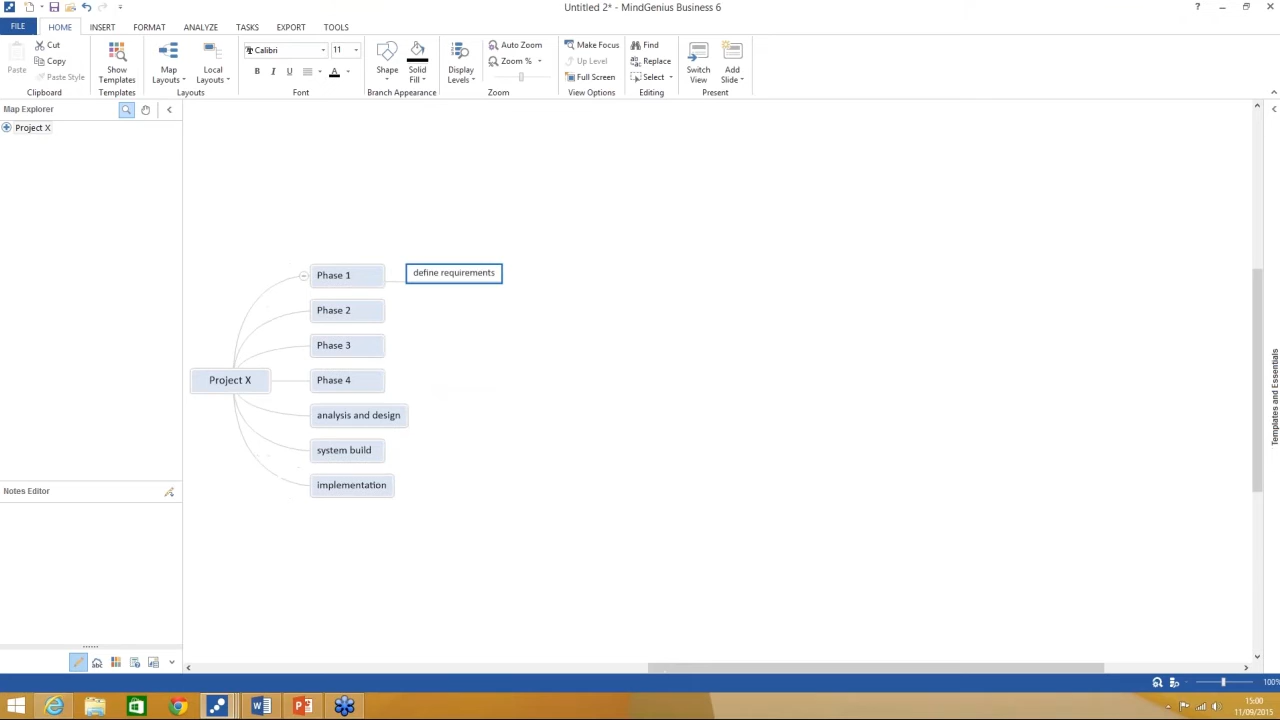 Untitled 2* - MindGenius Business 6
FILE HOME INSERT FORMAT ANALYZE TASKS EXPORT TOOLS
Paste
Cut
Copy
Paste Style
Clipboard
Show Templates
Templates
Map Layouts
Local Layouts
Layouts
Calibri 11
B I U A
Font
Shape
Solid Fill
Branch Appearance
Display Levels
Auto Zoom
Zoom %
Zoom
Make Focus
Up Level
Full Screen
View Options
Find
Replace
Select
Editing
Switch View
Add Slide
Present
Map Explorer
Project X
Phase 1
define requirements
Phase 2
Phase 3
Project X
Phase 4
analysis and design
system build
implementation
Templates and Essentials
Notes Editor
100%
15:00
11/09/2015